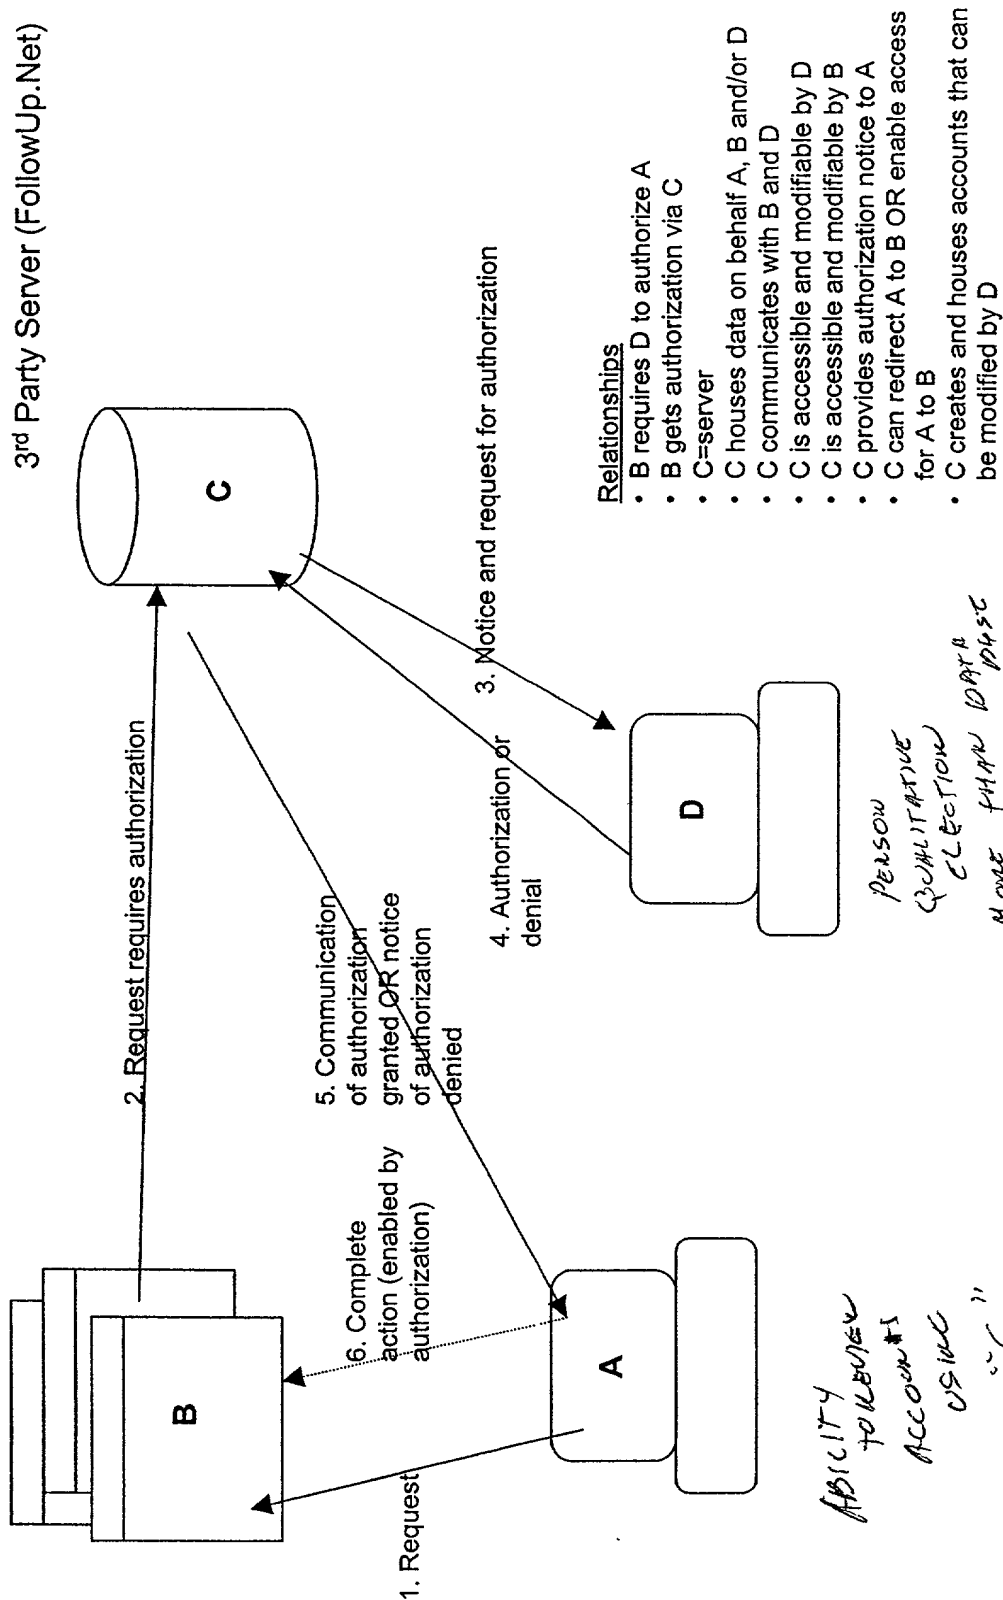 3rd Party Server (FollowUp.Net)
C
2. Request requires authorization
B
5. Communication
of authorization
granted OR notice
of authorization
denied
3. Notice and request for authorization
6. Complete
action (enabled by
authorization)
4. Authorization or
denial
1. Request
A
D
Relationships
• B requires D to authorize A
• B gets authorization via C
• C=server
• C houses data on behalf A, B and/or D
• C communicates with B and D
• C is accessible and modifiable by D
• C is accessible and modifiable by B
• C provides authorization notice to A
• C can redirect A to B OR enable access
for A to B
• C creates and houses accounts that can
be modified by D
ABILITY
ACCOUNTS
USING
"C"
PERSON
QUALITATIVE
MORE THAN DATA